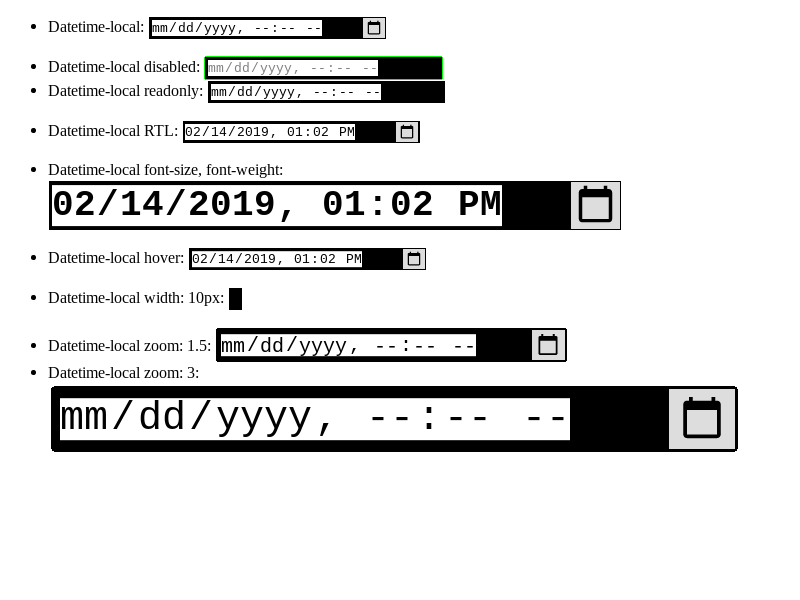 Datetime-local: mm/dd/yyyy, --:-- --
Datetime-local disabled: mm/dd/yyyy, --:-- --
Datetime-local readonly: mm/dd/yyyy, --:-- --
Datetime-local RTL: 02/14/2019, 01:02 PM
Datetime-local font-size, font-weight:
02/14/2019, 01:02 PM
Datetime-local hover: 02/14/2019, 01:02 PM
Datetime-local width: 10px:
Datetime-local zoom: 1.5: mm/dd/yyyy, --:-- --
Datetime-local zoom: 3:
mm/dd/yyyy, --:-- --